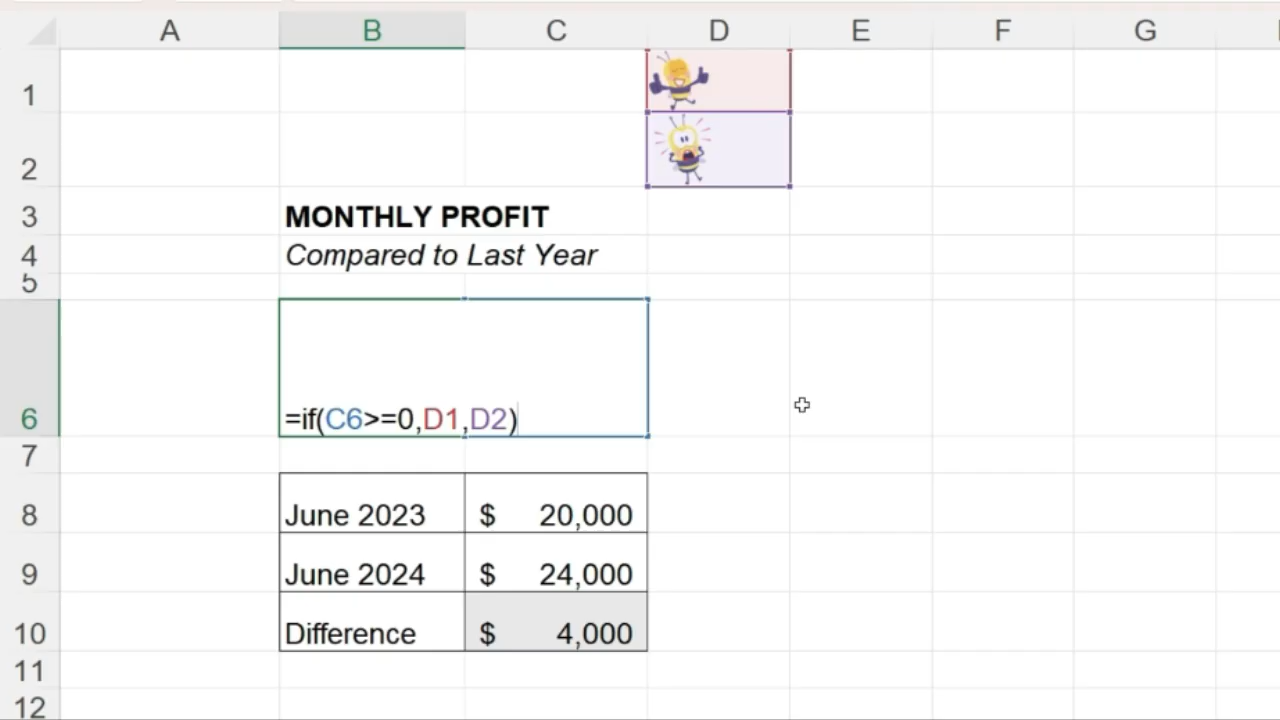 A B C D E F G
1
2
3 MONTHLY PROFIT
4 Compared to Last Year
5
6 =if(C6>=0,D1,D2)
7
8 June 2023 $ 20,000
9 June 2024 $ 24,000
10 Difference $ 4,000
11
12